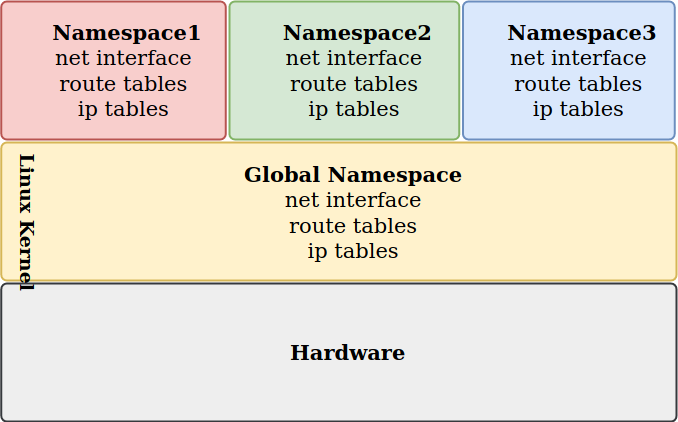 Namespace1
net interface
route tables
ip tables
Namespace2
net interface
route tables
ip tables
Namespace3
net interface
route tables
ip tables
Linux Kernel
Global Namespace
net interface
route tables
ip tables
Hardware